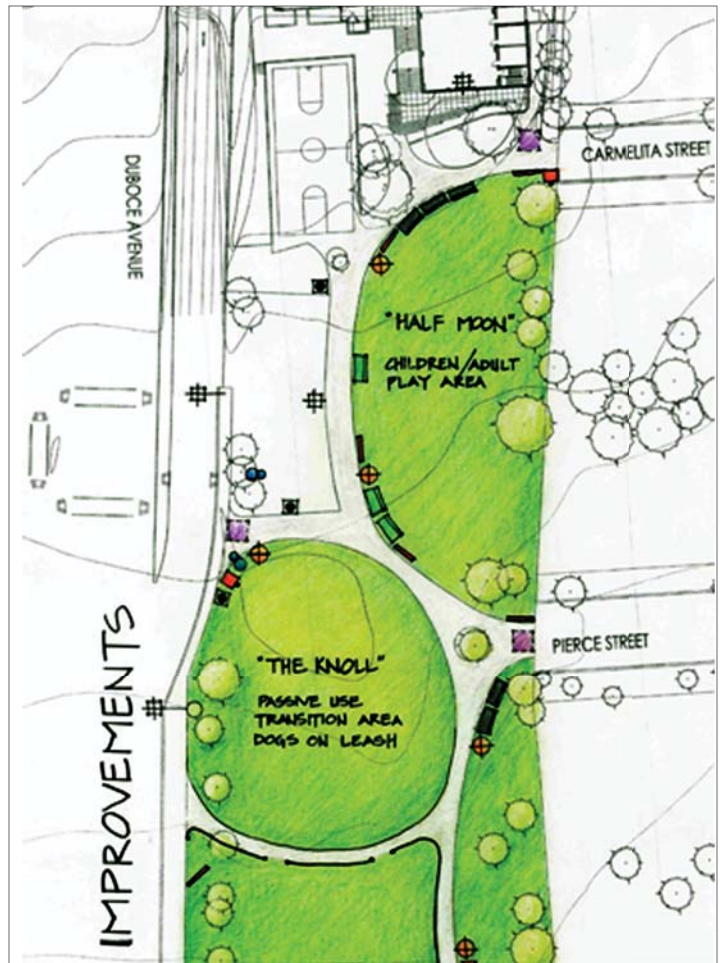 DUBOCE AVENUE
CARMELITA STREET
"HALF MOON"
CHILDREN/ADULT
PLAY AREA
PIERCE STREET
"THE KNOLL"
PASSIVE USE
TRANSITION AREA
DOGS ON LEASH
IMPROVEMENTS